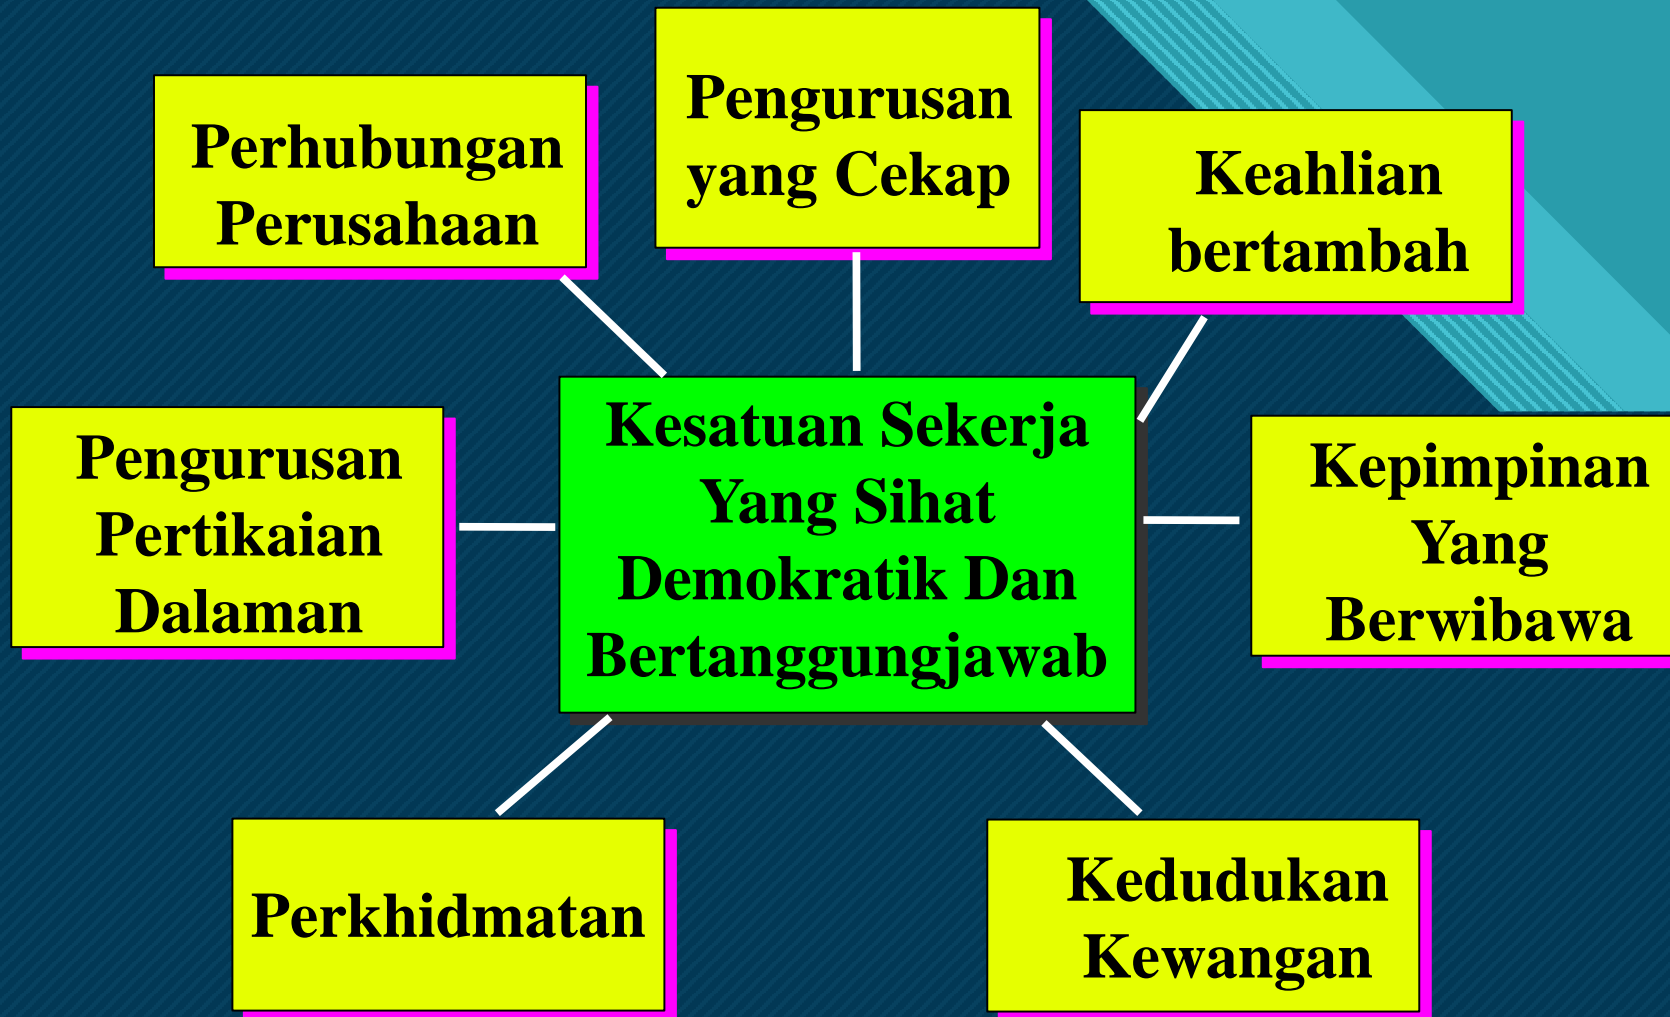 Pengurusan
yang Cekap
Perhubungan
Perusahaan
Keahlian
bertambah
Kesatuan Sekerja
Yang Sihat
Demokratik Dan
Bertanggungjawab
Pengurusan
Pertikaian
Dalaman
Kepimpinan
Yang
Berwibawa
Perkhidmatan
Kedudukan
Kewangan